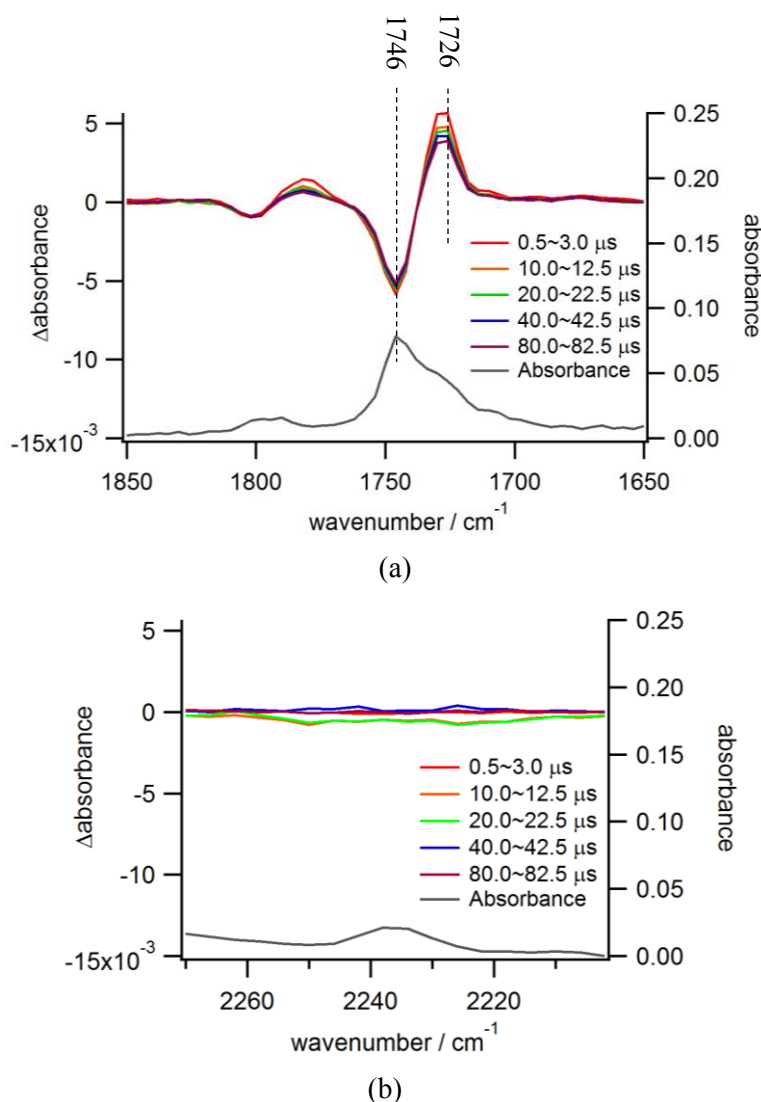 1746
1726
5
0
-5
-10
-15x10⁻³
Δabsorbance
0.25
0.20
0.15
0.10
0.05
0.00
absorbance
0.5~3.0 μs
10.0~12.5 μs
20.0~22.5 μs
40.0~42.5 μs
80.0~82.5 μs
Absorbance
1850
1800
1750
1700
1650
wavenumber / cm⁻¹
(a)
5
0
-5
-10
-15x10⁻³
Δabsorbance
0.25
0.20
0.15
0.10
0.05
0.00
absorbance
0.5~3.0 μs
10.0~12.5 μs
20.0~22.5 μs
40.0~42.5 μs
80.0~82.5 μs
Absorbance
2260
2240
2220
wavenumber / cm⁻¹
(b)